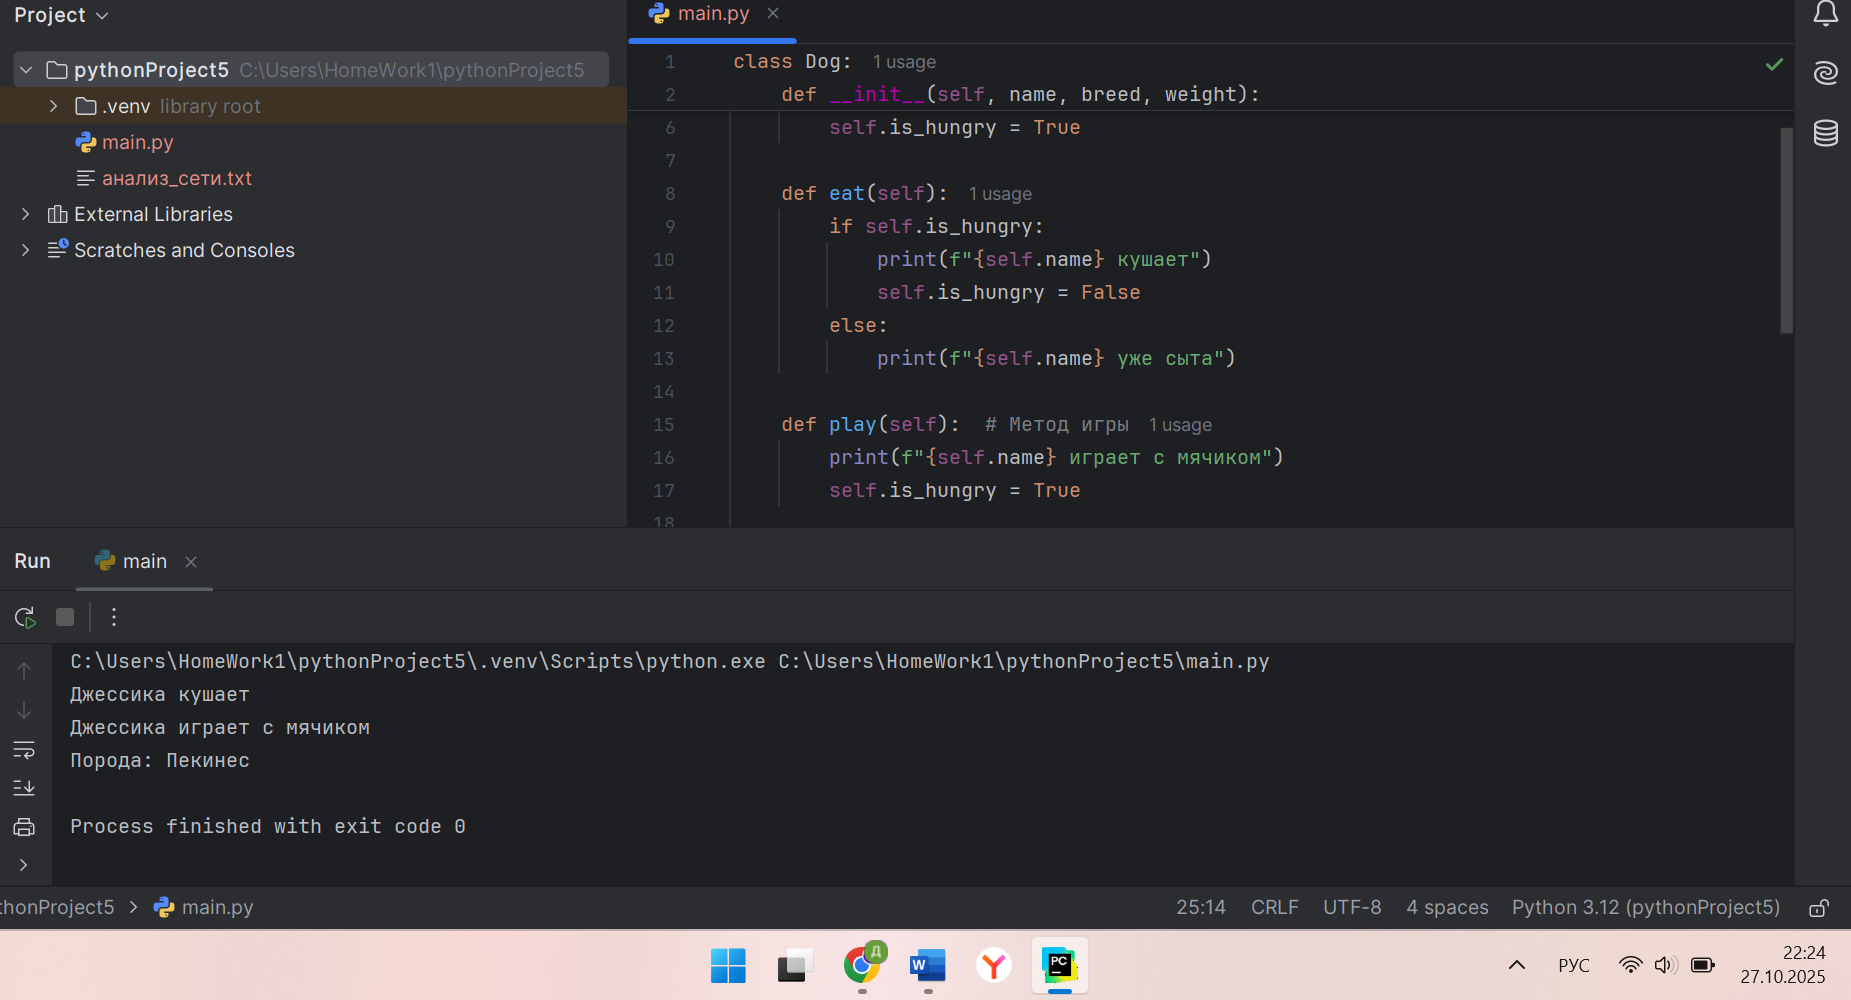 Project
main.py
pythonProject5 C:\Users\HomeWork1\pythonProject5
.venv library root
main.py
анализ_сети.txt
External Libraries
Scratches and Consoles
1 class Dog: 1 usage
2 def __init__(self, name, breed, weight):
6 self.is_hungry = True
7
8 def eat(self): 1 usage
9 if self.is_hungry:
10 print(f"{self.name} кушает")
11 self.is_hungry = False
12 else:
13 print(f"{self.name} уже сыта")
14
15 def play(self): # Метод игры 1 usage
16 print(f"{self.name} играет с мячиком")
17 self.is_hungry = True
18
Run main
C:\Users\HomeWork1\pythonProject5\.venv\Scripts\python.exe C:\Users\HomeWork1\pythonProject5\main.py
Джессика кушает
Джессика играет с мячиком
Порода: Пекинес
Process finished with exit code 0
thonProject5 > main.py 25:14 CRLF UTF-8 4 spaces Python 3.12 (pythonProject5)
Д
W
PC
РУС
22:24
27.10.2025